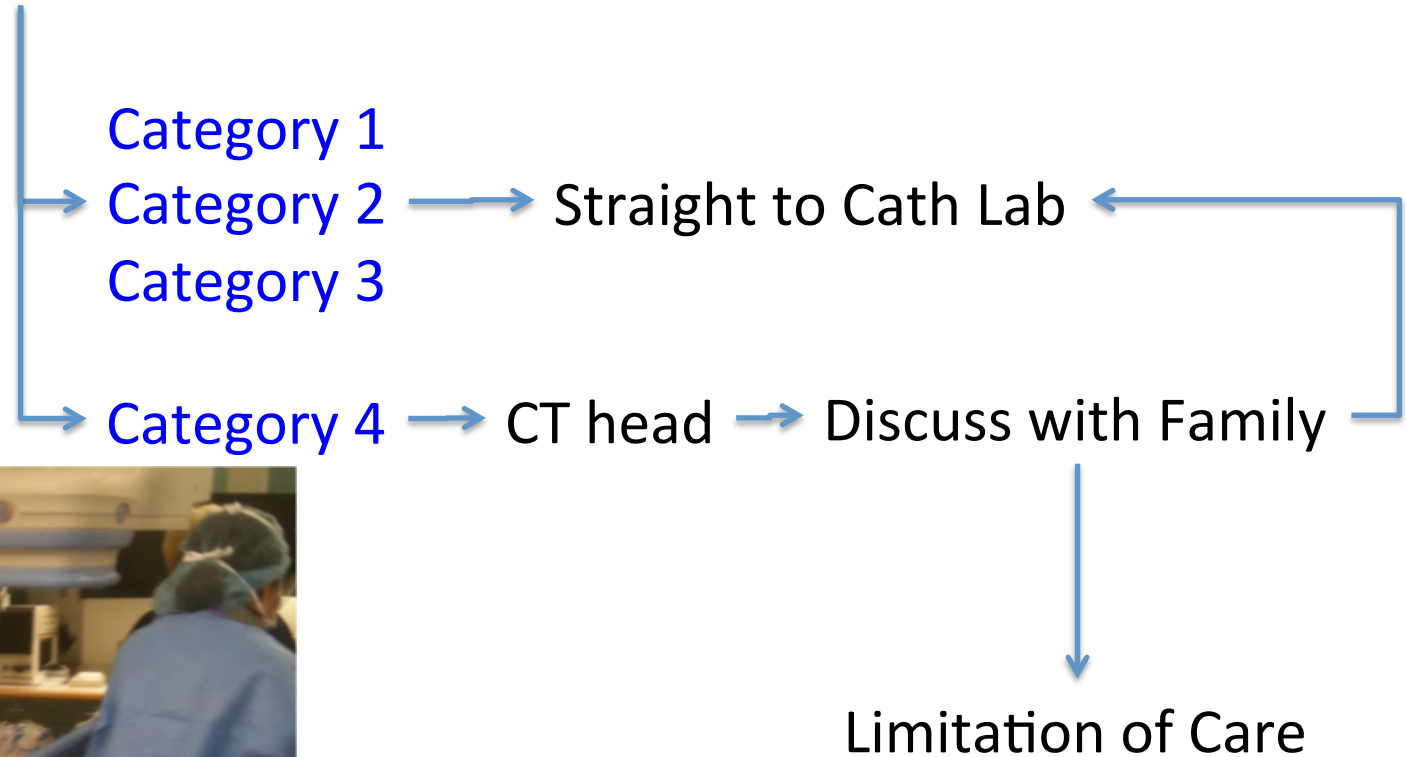 Category 1
Category 2
Straight to Cath Lab
Category 3
Category 4
CT head
Discuss with Family
Limitation of Care